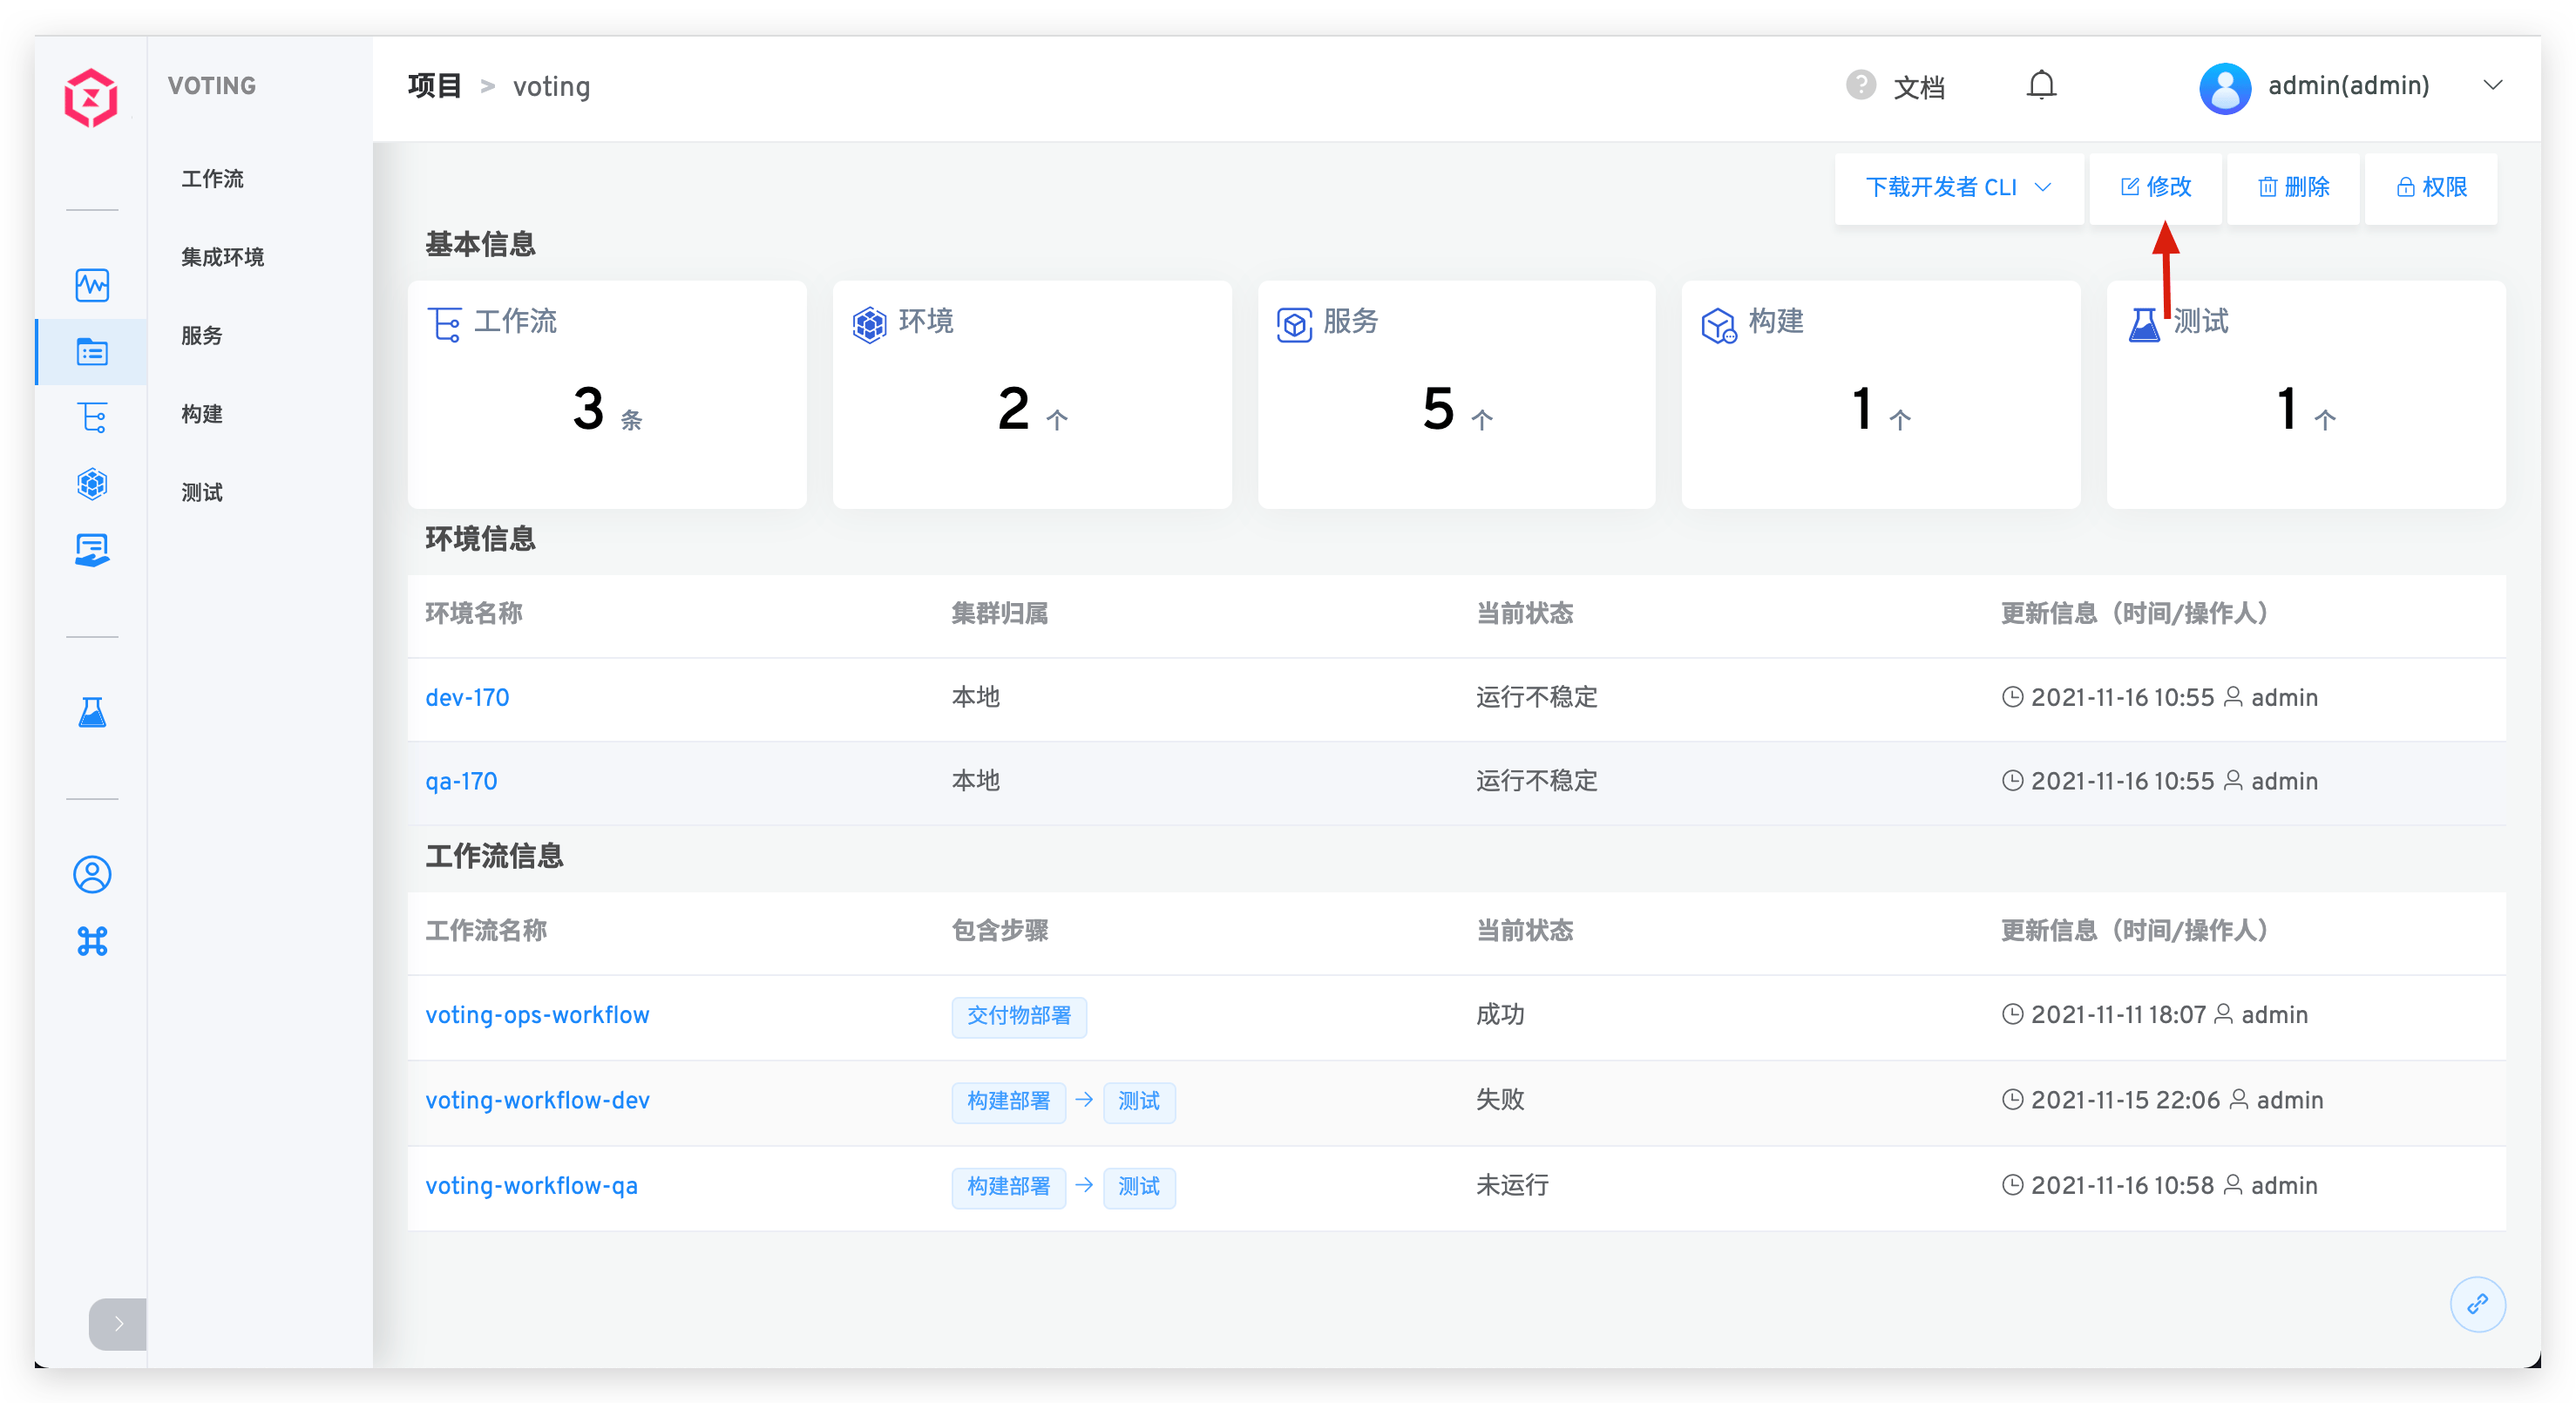 VOTING
工作流
集成环境
服务
构建
测试
项目 > voting
? 文档
admin(admin)
下载开发者 CLI
修改
删除
权限
基本信息
工作流
3 条
环境
2 个
服务
5 个
构建
1 个
测试
1 个
环境信息
环境名称 集群归属 当前状态 更新信息（时间/操作人）
dev-170 本地 运行不稳定 2021-11-16 10:55 admin
qa-170 本地 运行不稳定 2021-11-16 10:55 admin
工作流信息
工作流名称 包含步骤 当前状态 更新信息（时间/操作人）
voting-ops-workflow 交付物部署 成功 2021-11-11 18:07 admin
voting-workflow-dev 构建部署 → 测试 失败 2021-11-15 22:06 admin
voting-workflow-qa 构建部署 → 测试 未运行 2021-11-16 10:58 admin